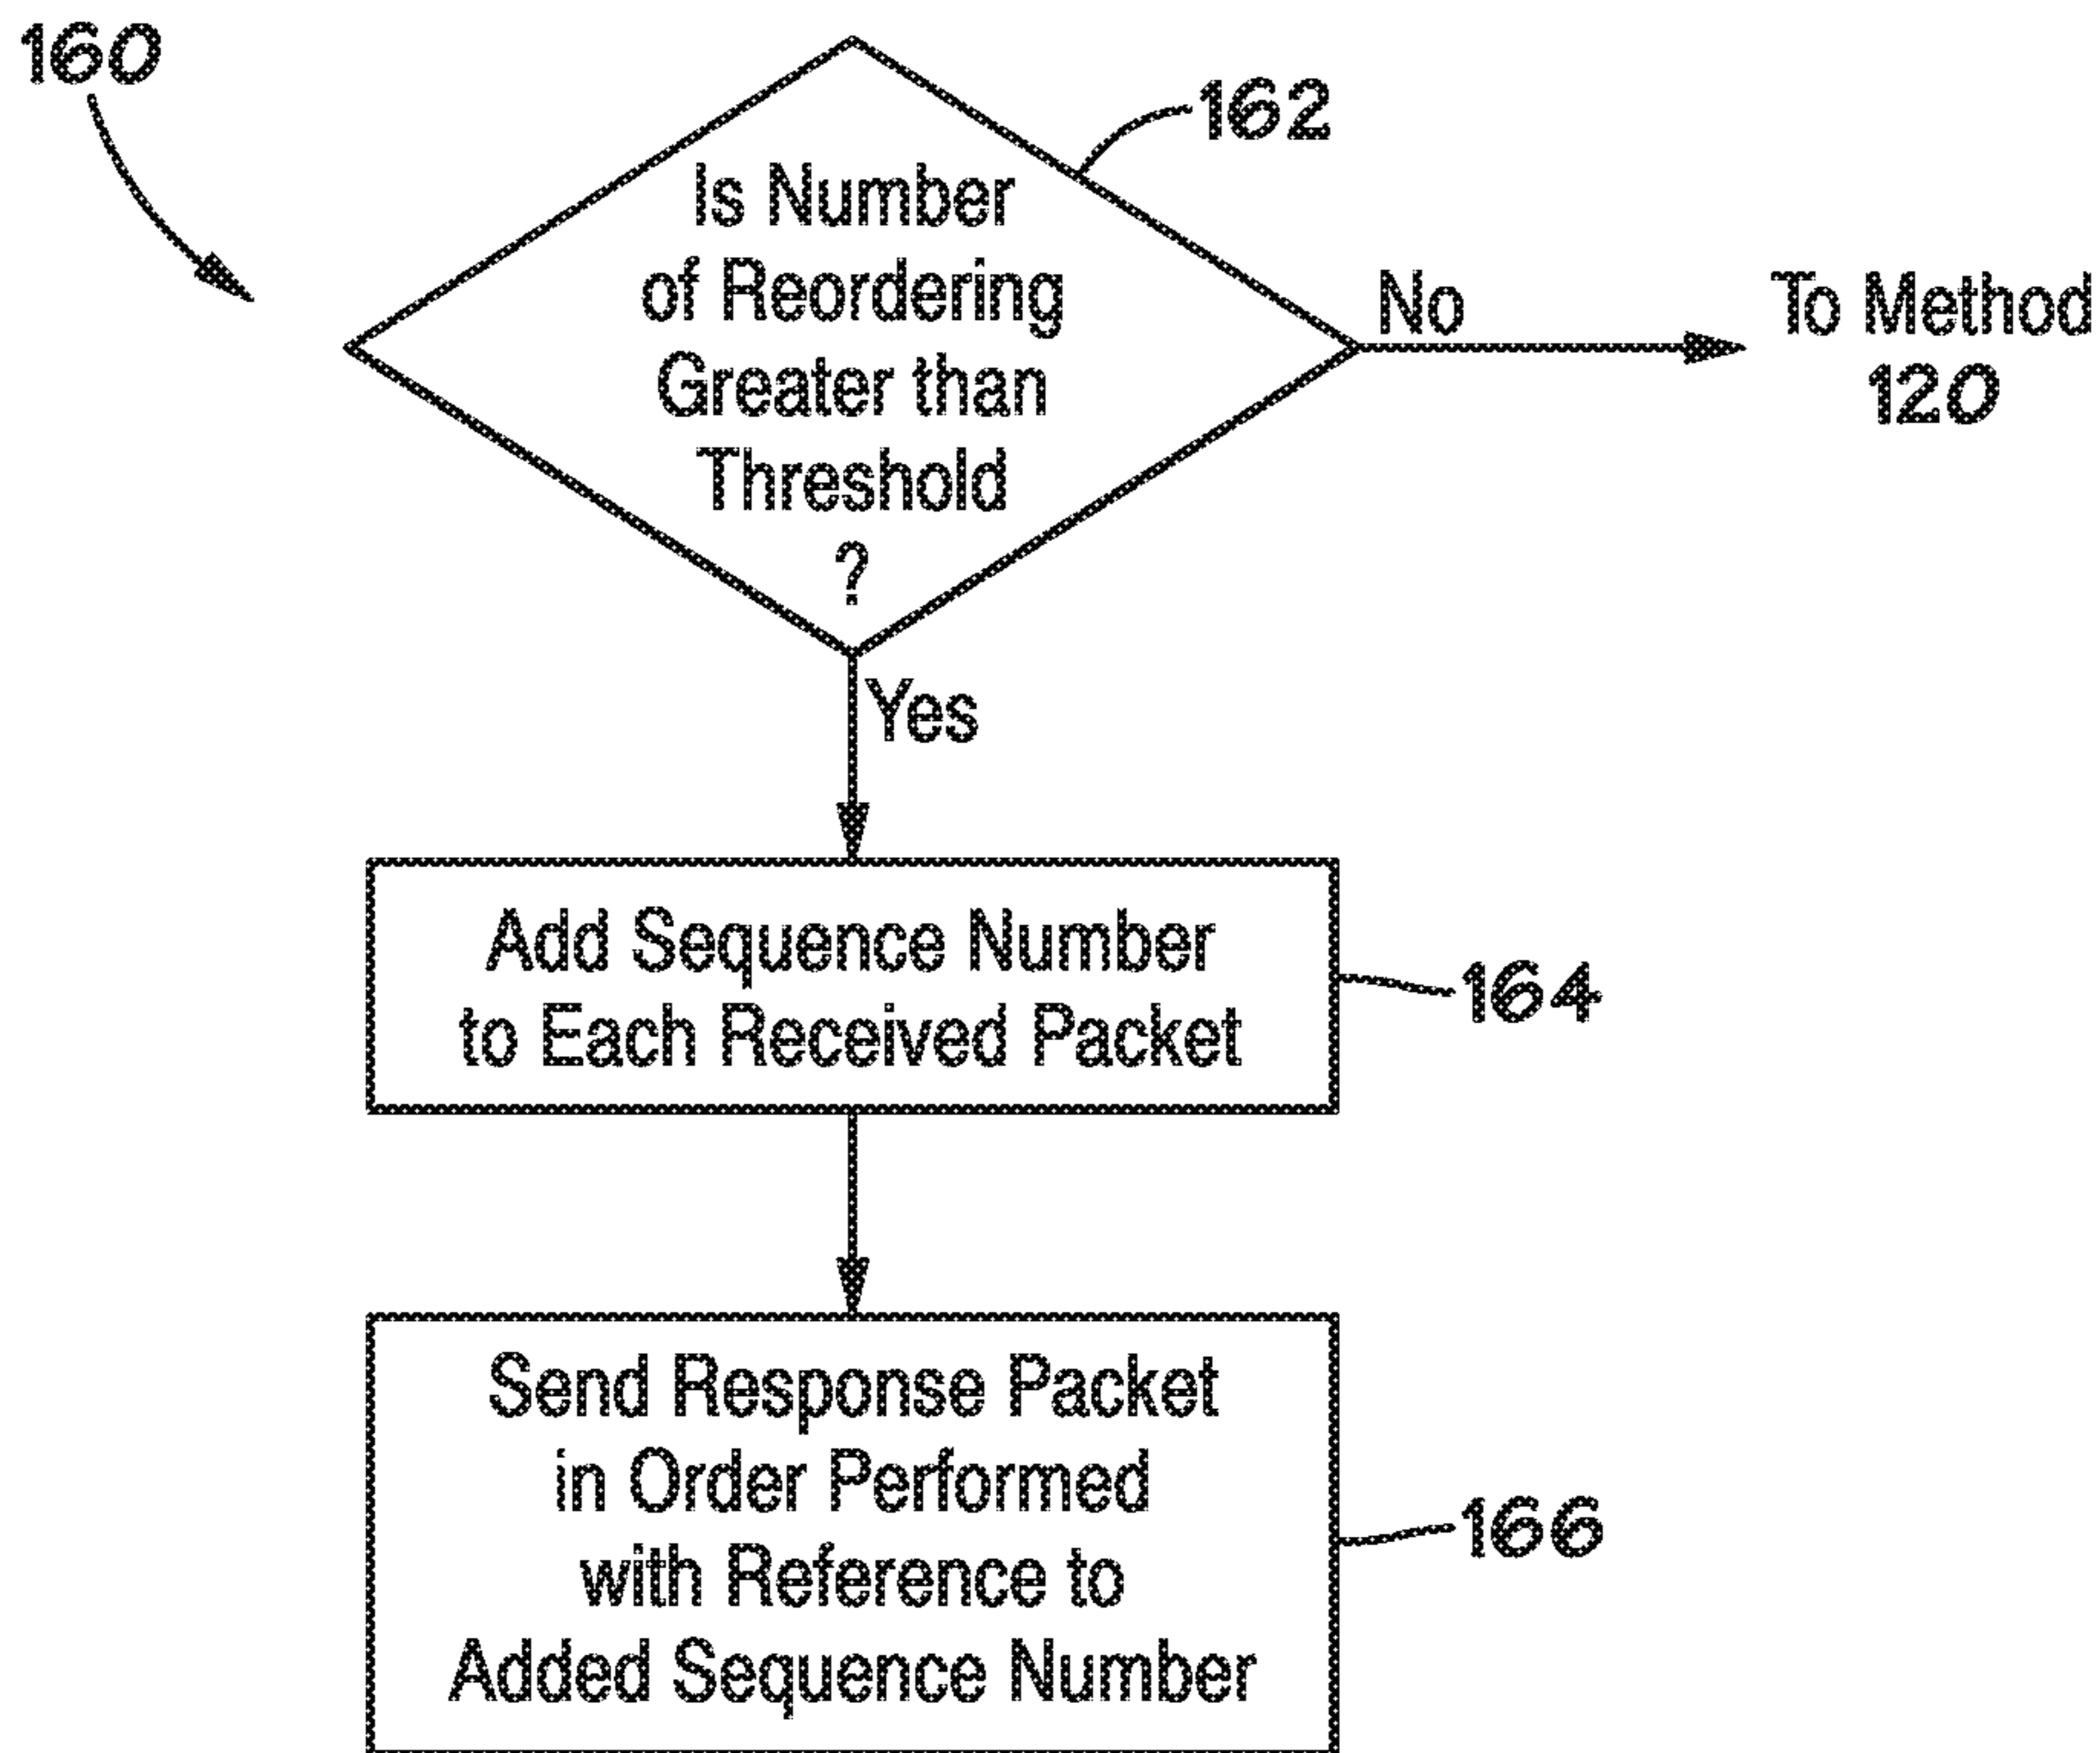 160
162
Is Number
of Reordering
Greater than
Threshold
?
No
To Method
120
Yes
Add Sequence Number
to Each Received Packet
164
Send Response Packet
in Order Performed
with Reference to
Added Sequence Number
166